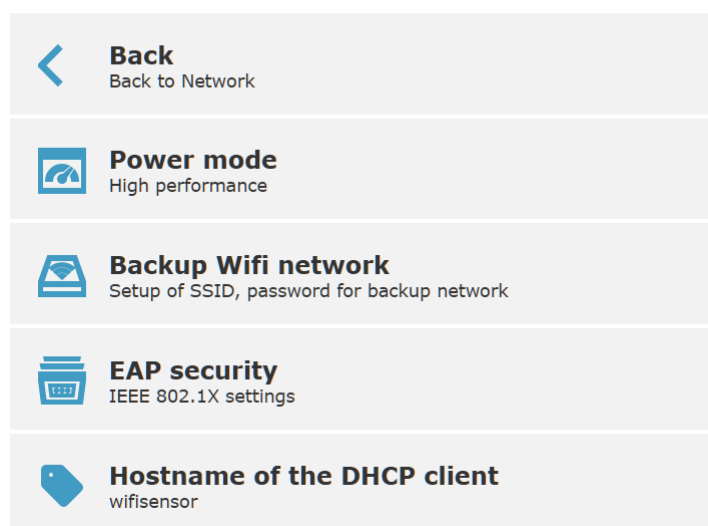 Back
Back to Network
Power mode
High performance
Backup Wifi network
Setup of SSID, password for backup network
EAP security
IEEE 802.1X settings
Hostname of the DHCP client
wifisensor